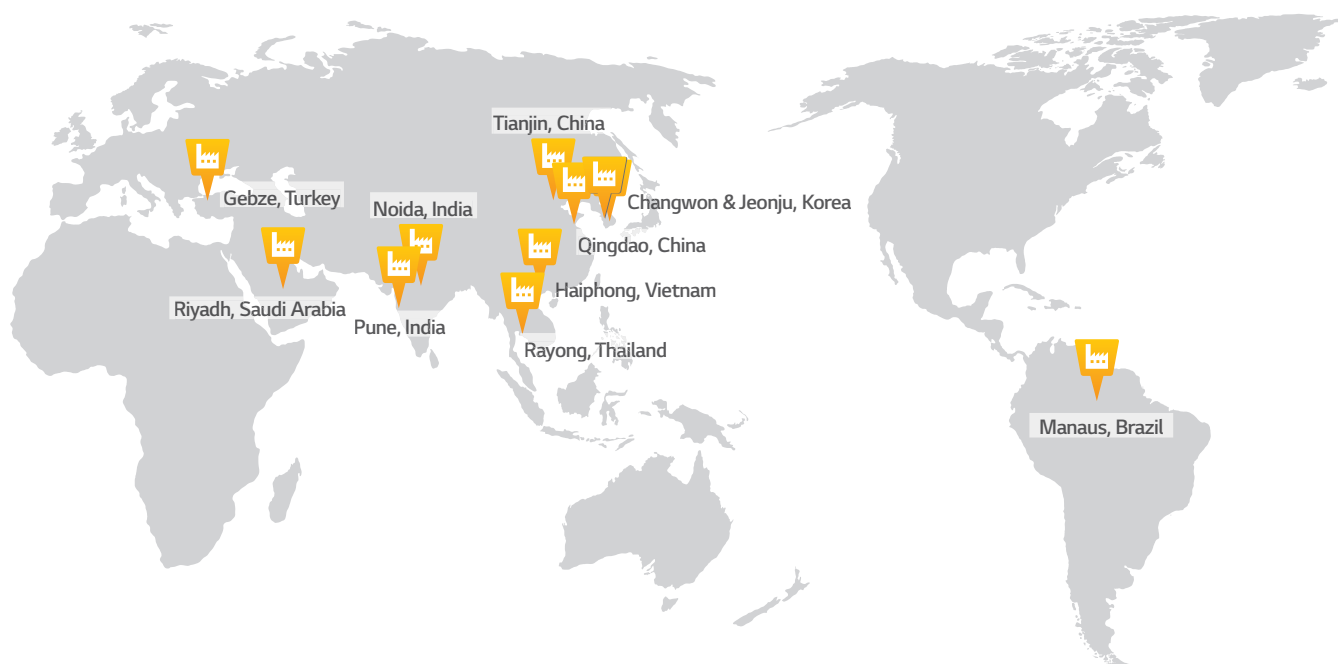 Tianjin, China
Gebze, Turkey
Noida, India
Changwon & Jeonju, Korea
Qingdao, China
Haiphong, Vietnam
Riyadh, Saudi Arabia
Pune, India
Rayong, Thailand
Manaus, Brazil